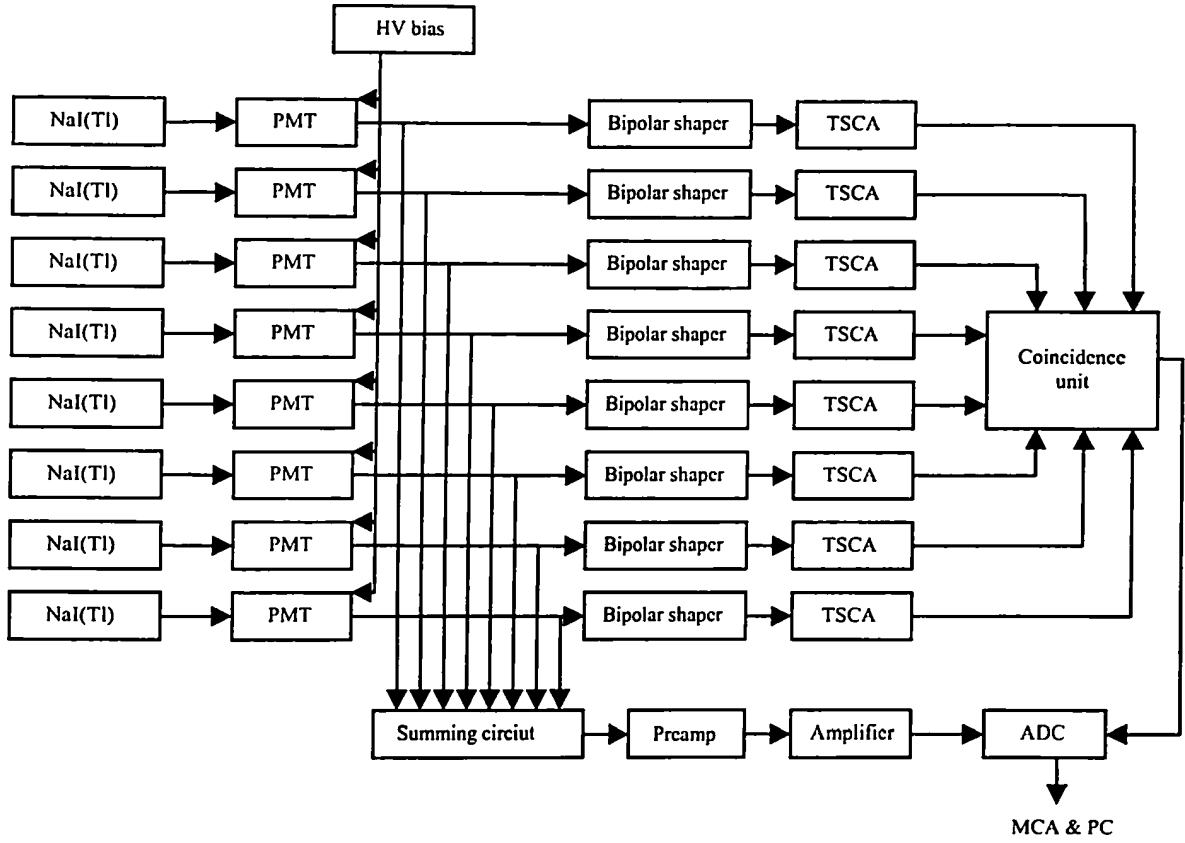 HV bias
NaI(Tl) PMT Bipolar shaper TSCA
NaI(Tl) PMT Bipolar shaper TSCA
NaI(Tl) PMT Bipolar shaper TSCA
NaI(Tl) PMT Bipolar shaper TSCA
Coincidence
unit
NaI(Tl) PMT Bipolar shaper TSCA
NaI(Tl) PMT Bipolar shaper TSCA
NaI(Tl) PMT Bipolar shaper TSCA
NaI(Tl) PMT Bipolar shaper TSCA
Summing circiut Preamp Amplifier ADC
MCA & PC